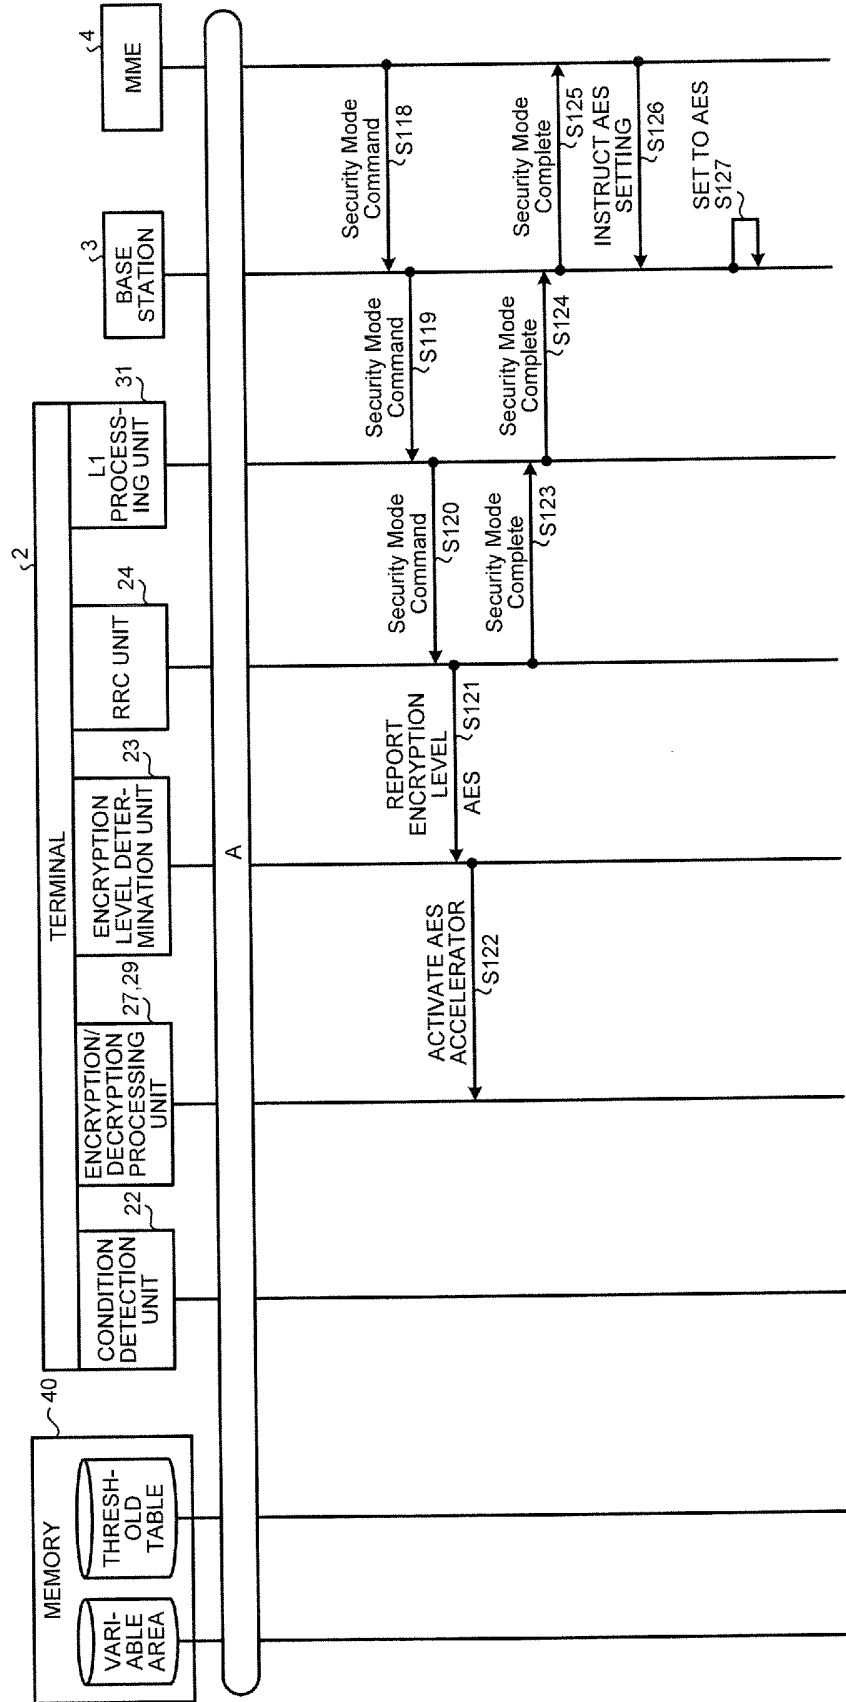 MEMORY
40
VARI-
ABLE
AREA
THRESH-
OLD
TABLE
TERMINAL
2
CONDITION
DETECTION
UNIT
22
ENCRYPTION/
DECRYPTION
PROCESSING
UNIT
27,29
ENCRYPTION
LEVEL DETER-
MINATION UNIT
23
RRC UNIT
24
L1
PROCESS-
ING UNIT
31
BASE
STATION
3
MME
4
A
Security Mode
Command
S118
Security Mode
Command
S119
Security Mode
Command
S120
REPORT
ENCRYPTION
LEVEL
AES
S121
ACTIVATE AES
ACCELERATOR
S122
Security Mode
Complete
S123
Security Mode
Complete
S124
Security Mode
Complete
S125
INSTRUCT AES
SETTING
S126
SET TO AES
S127